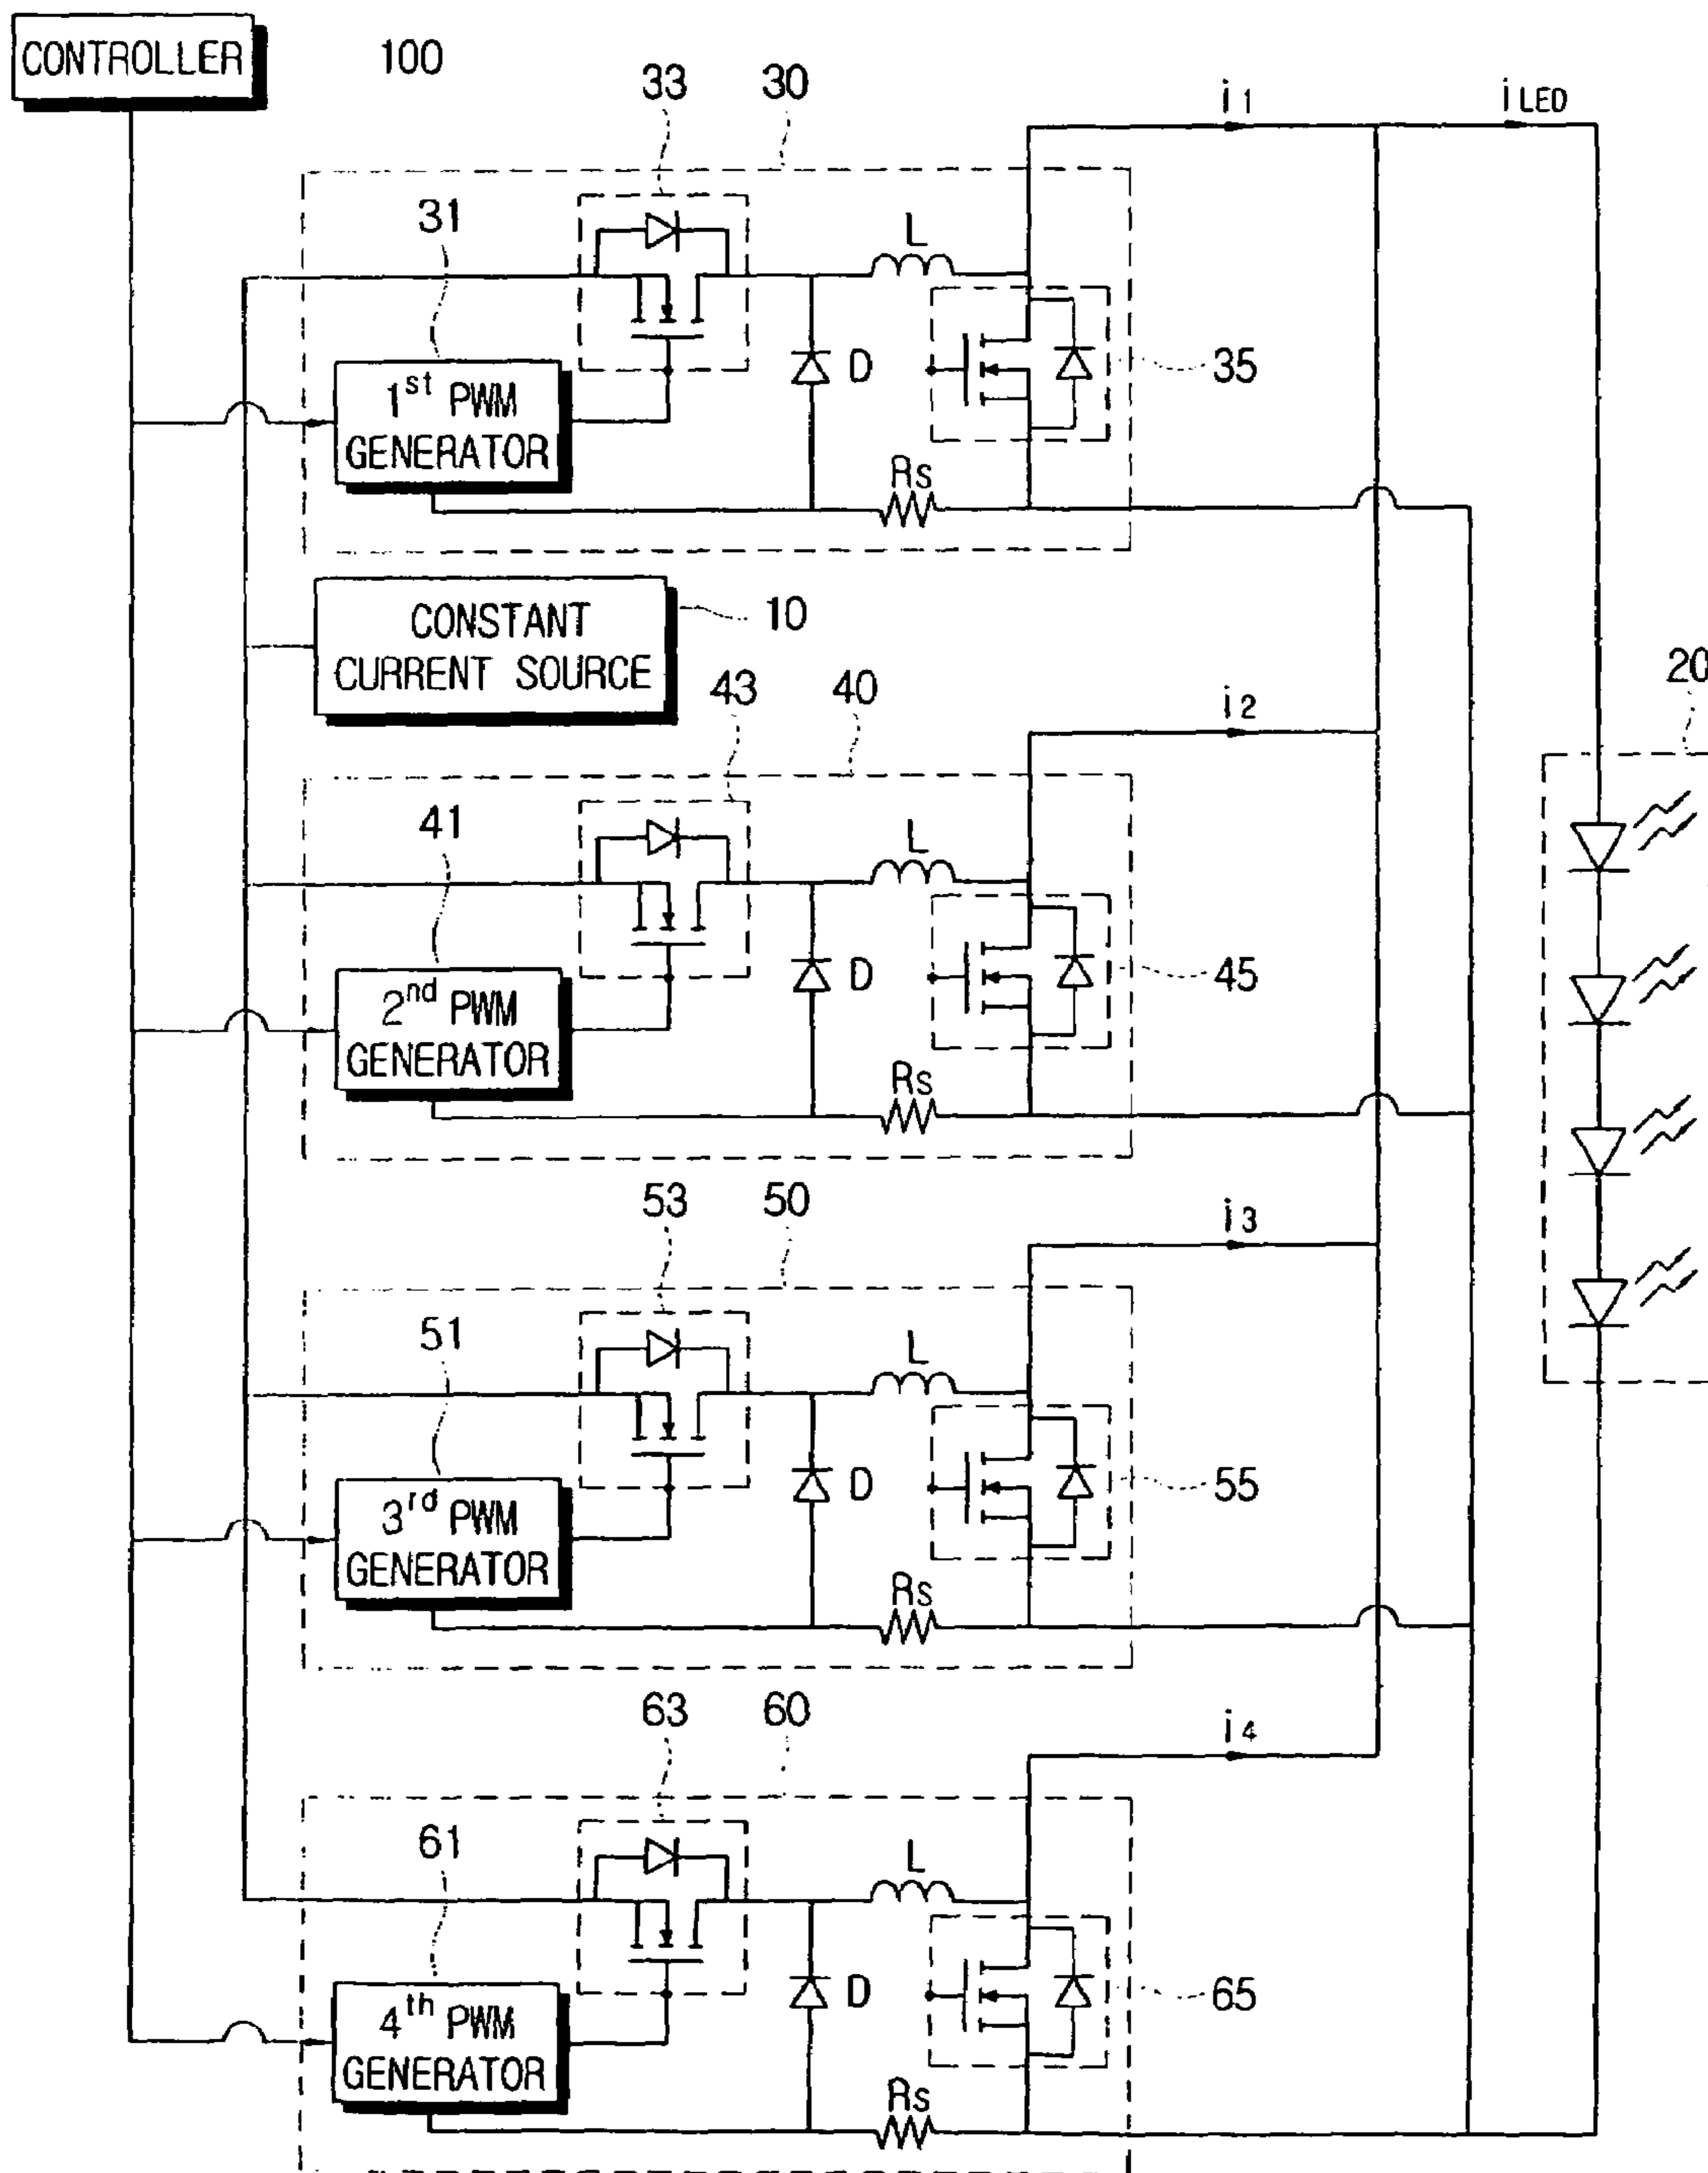 CONTROLLER
100
33
30
i1
iLED
31
L
35
D
1st PWM
GENERATOR
Rs
CONSTANT
CURRENT SOURCE
10
20
43
40
i2
41
L
45
D
2nd PWM
GENERATOR
Rs
53
50
i3
51
L
55
D
3rd PWM
GENERATOR
Rs
63
60
i4
61
L
65
D
4th PWM
GENERATOR
Rs